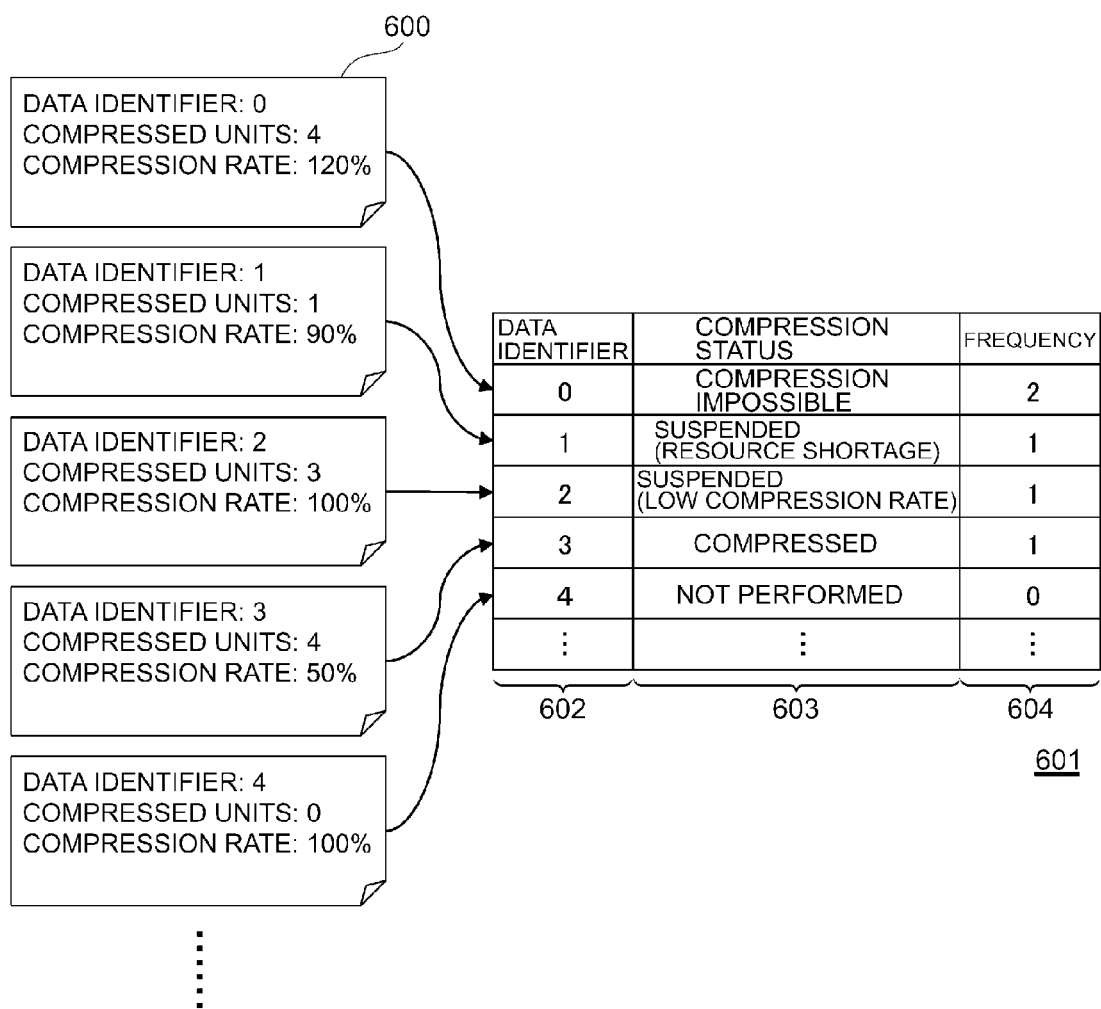 600
DATA IDENTIFIER: 0
COMPRESSED UNITS: 4
COMPRESSION RATE: 120%
DATA IDENTIFIER: 1
COMPRESSED UNITS: 1
COMPRESSION RATE: 90%
DATA IDENTIFIER: 2
COMPRESSED UNITS: 3
COMPRESSION RATE: 100%
DATA IDENTIFIER: 3
COMPRESSED UNITS: 4
COMPRESSION RATE: 50%
DATA IDENTIFIER: 4
COMPRESSED UNITS: 0
COMPRESSION RATE: 100%
DATA
IDENTIFIER
COMPRESSION
STATUS
FREQUENCY
0
COMPRESSION
IMPOSSIBLE
2
1
SUSPENDED
(RESOURCE SHORTAGE)
1
2
SUSPENDED
(LOW COMPRESSION RATE)
1
3
COMPRESSED
1
4
NOT PERFORMED
0
602
603
604
601